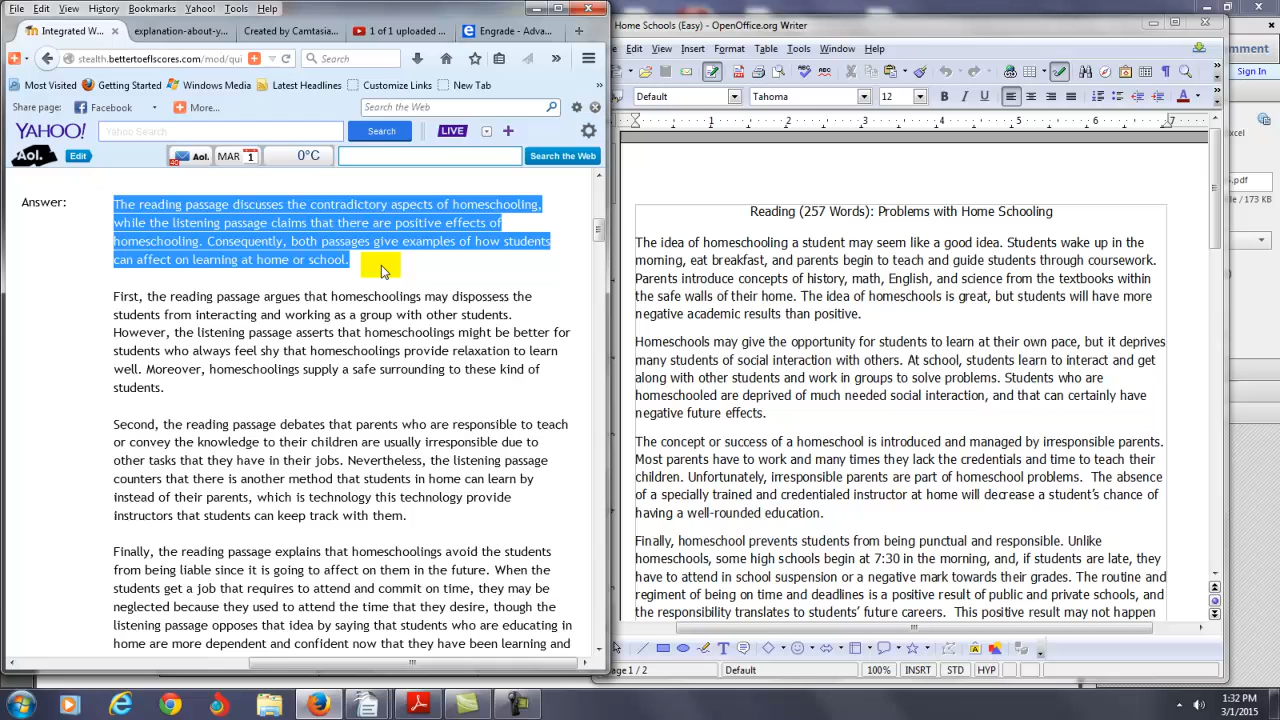 File Edit View History Bookmarks Yahoo! Tools Help
Home Schools (Easy) - OpenOffice.org Writer
Integrated W... × explanation-about-y... Created by Camtasia... 1 of 1 uploaded ... Engrade - Adva... +
Edit View Insert Format Table Tools Window Help
omment
stealth.bettertoeflscores.com/mod/qui
Search
Sign In
Most Visited Getting Started Windows Media Latest Headlines Customize Links New Tab
Default Tahoma 12 B I U A
Share page: Facebook More... Search the Web
1 2 3 4 5 6 7
xcel
YAHOO! Yahoo Search Search LIVE
Aol. Edit Aol. MAR 1 0°C Search the Web
.pdf
/ 173 KB
Answer:
The reading passage discusses the contradictory aspects of homeschooling,
while the listening passage claims that there are positive effects of
homeschooling. Consequently, both passages give examples of how students
can affect on learning at home or school.
First, the reading passage argues that homeschoolings may dispossess the
students from interacting and working as a group with other students.
However, the listening passage asserts that homeschoolings might be better for
students who always feel shy that homeschoolings provide relaxation to learn
well. Moreover, homeschoolings supply a safe surrounding to these kind of
students.
Second, the reading passage debates that parents who are responsible to teach
or convey the knowledge to their children are usually irresponsible due to
other tasks that they have in their jobs. Nevertheless, the listening passage
counters that there is another method that students in home can learn by
instead of their parents, which is technology this technology provide
instructors that students can keep track with them.
Finally, the reading passage explains that homeschoolings avoid the students
from being liable since it is going to affect on them in the future. When the
students get a job that requires to attend and commit on time, they may be
neglected because they used to attend the time that they desire, though the
listening passage opposes that idea by saying that students who are educating in
home are more dependent and confident now that they have been learning and
Reading (257 Words): Problems with Home Schooling
The idea of homeschooling a student may seem like a good idea. Students wake up in the
morning, eat breakfast, and parents begin to teach and guide students through coursework.
Parents introduce concepts of history, math, English, and science from the textbooks within
the safe walls of their home. The idea of homeschools is great, but students will have more
negative academic results than positive.
Homeschools may give the opportunity for students to learn at their own pace, but it deprives
many students of social interaction with others. At school, students learn to interact and get
along with other students and work in groups to solve problems. Students who are
homeschooled are deprived of much needed social interaction, and that can certainly have
negative future effects.
The concept or success of a homeschool is introduced and managed by irresponsible parents.
Most parents have to work and many times they lack the credentials and time to teach their
children. Unfortunately, irresponsible parents are part of homeschool problems. The absence
of a specially trained and credentialed instructor at home will decrease a student's chance of
having a well-rounded education.
Finally, homeschool prevents students from being punctual and responsible. Unlike
homeschools, some high schools begin at 7:30 in the morning, and, if students are late, they
have to attend in school suspension or a negative mark towards their grades. The routine and
regiment of being on time and deadlines is a positive result of public and private schools, and
the responsibility translates to students' future careers. This positive result may not happen
age 1 / 2 Default 100% INSRT STD HYP
1:32 PM
3/1/2015